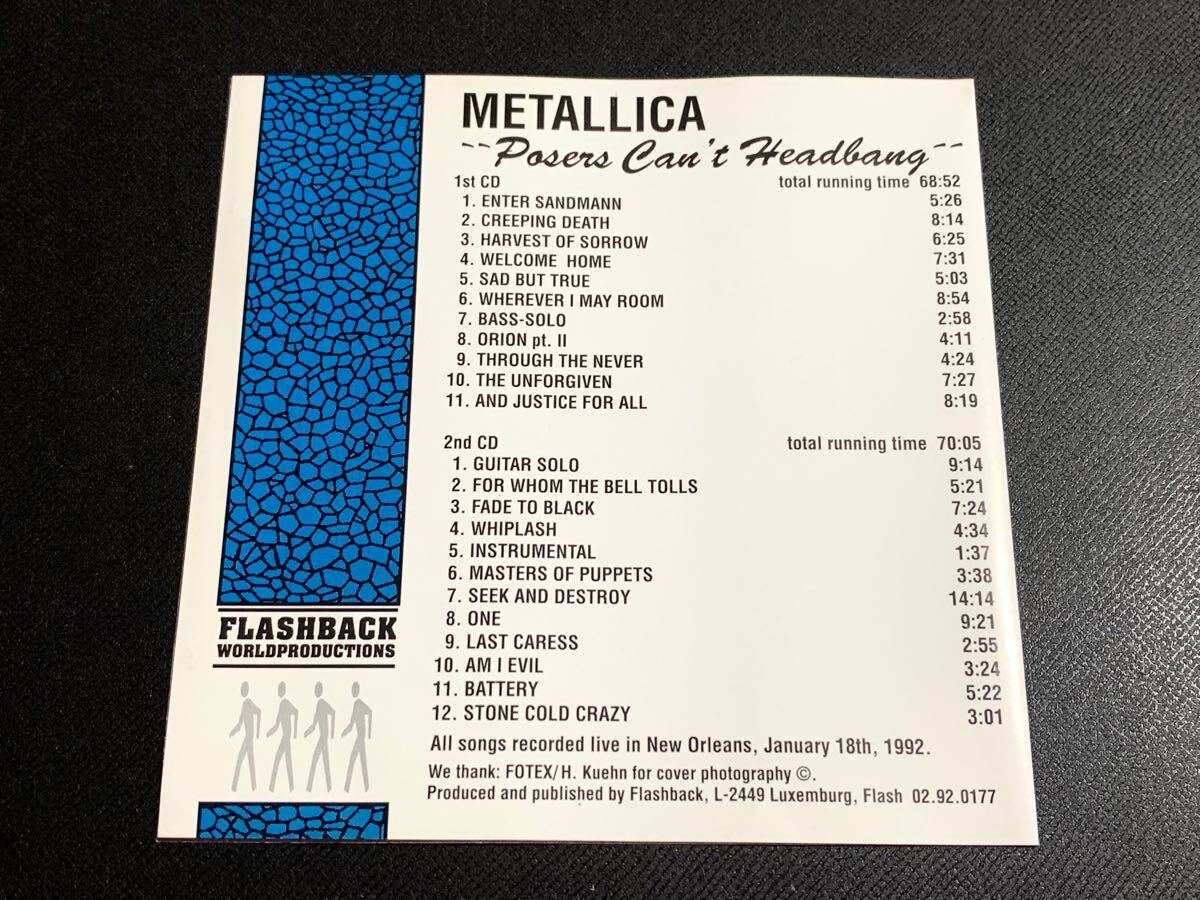 METALLICA
--Posers Can't Headbang--
1st CD total running time 68:52
1. ENTER SANDMANN 5:26
2. CREEPING DEATH 8:14
3. HARVEST OF SORROW 6:25
4. WELCOME HOME 7:31
5. SAD BUT TRUE 5:03
6. WHEREVER I MAY ROOM 8:54
7. BASS-SOLO 2:58
8. ORION pt. II 4:11
9. THROUGH THE NEVER 4:24
10. THE UNFORGIVEN 7:27
11. AND JUSTICE FOR ALL 8:19
2nd CD total running time 70:05
1. GUITAR SOLO 9:14
2. FOR WHOM THE BELL TOLLS 5:21
3. FADE TO BLACK 7:24
4. WHIPLASH 4:34
5. INSTRUMENTAL 1:37
6. MASTERS OF PUPPETS 3:38
7. SEEK AND DESTROY 14:14
8. ONE 9:21
9. LAST CARESS 2:55
10. AM I EVIL 3:24
11. BATTERY 5:22
12. STONE COLD CRAZY 3:01
All songs recorded live in New Orleans, January 18th, 1992.
We thank: FOTEX/H. Kuehn for cover photography ©.
Produced and published by Flashback, L-2449 Luxemburg, Flash 02.92.0177
FLASHBACK
WORLDPRODUCTIONS